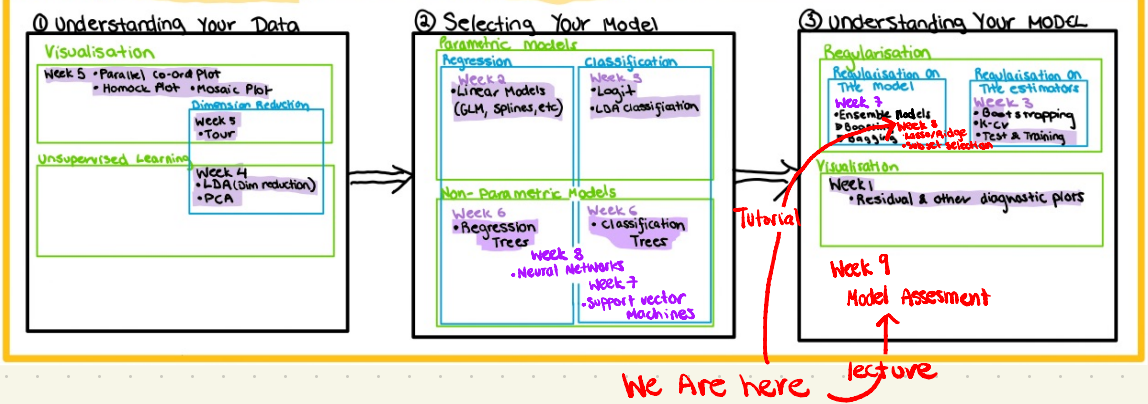 ① Understanding Your Data
Visualisation
Week 5 • Parallel Co-Ord Plot
• Homock Plot • Mosaic Plot
Dimension Reduction
Week 5
• Tour
Unsupervised Learning
Week 4
• LDA (Dim reduction)
• PCA
② Selecting Your Model
Parametric Models
Regression
Week 2
• Linear Models
(GLM, Splines, etc)
Classification
Week 3
• Logit
• LDA Classification
Non-Parametric Models
Week 6
• Regression
Trees
Week 6
• Classification
Trees
Week 8
• Neural Networks
Week 7
• Support vector
Machines
③ Understanding Your MODEL
Regularisation
Regularisation on
The model
Week 7
• Ensemble Models
Boosting
Bagging
Week 8
Lasso/Ridge
• Subset Selection
Regularisation on
The estimators
Week 3
• Bootstrapping
• K-CV
• Test & Training
Visualisation
Week 1
• Residual & other diagnostic plots
Tutorial
Week 9
Model Assesment
lecture
We Are here